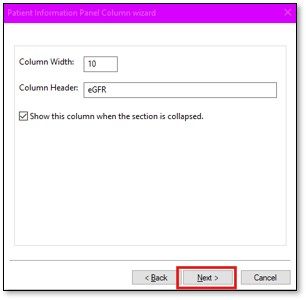 Patient Information Panel Column wizard
Column Width: 10
Column Header: eGFR
Show this column when the section is collapsed.
< Back Next > Cancel